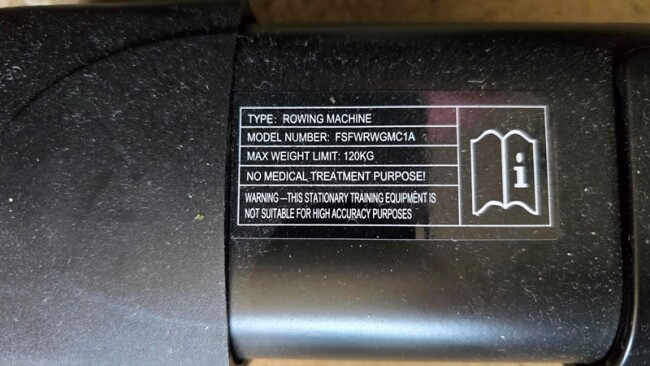 TYPE: ROWING MACHINE
MODEL NUMBER: FSFWRWGMC1A
MAX WEIGHT LIMIT: 120KG
NO MEDICAL TREATMENT PURPOSE!
WARNING —THIS STATIONARY TRAINING EQUIPMENT IS
NOT SUITABLE FOR HIGH ACCURACY PURPOSES
i